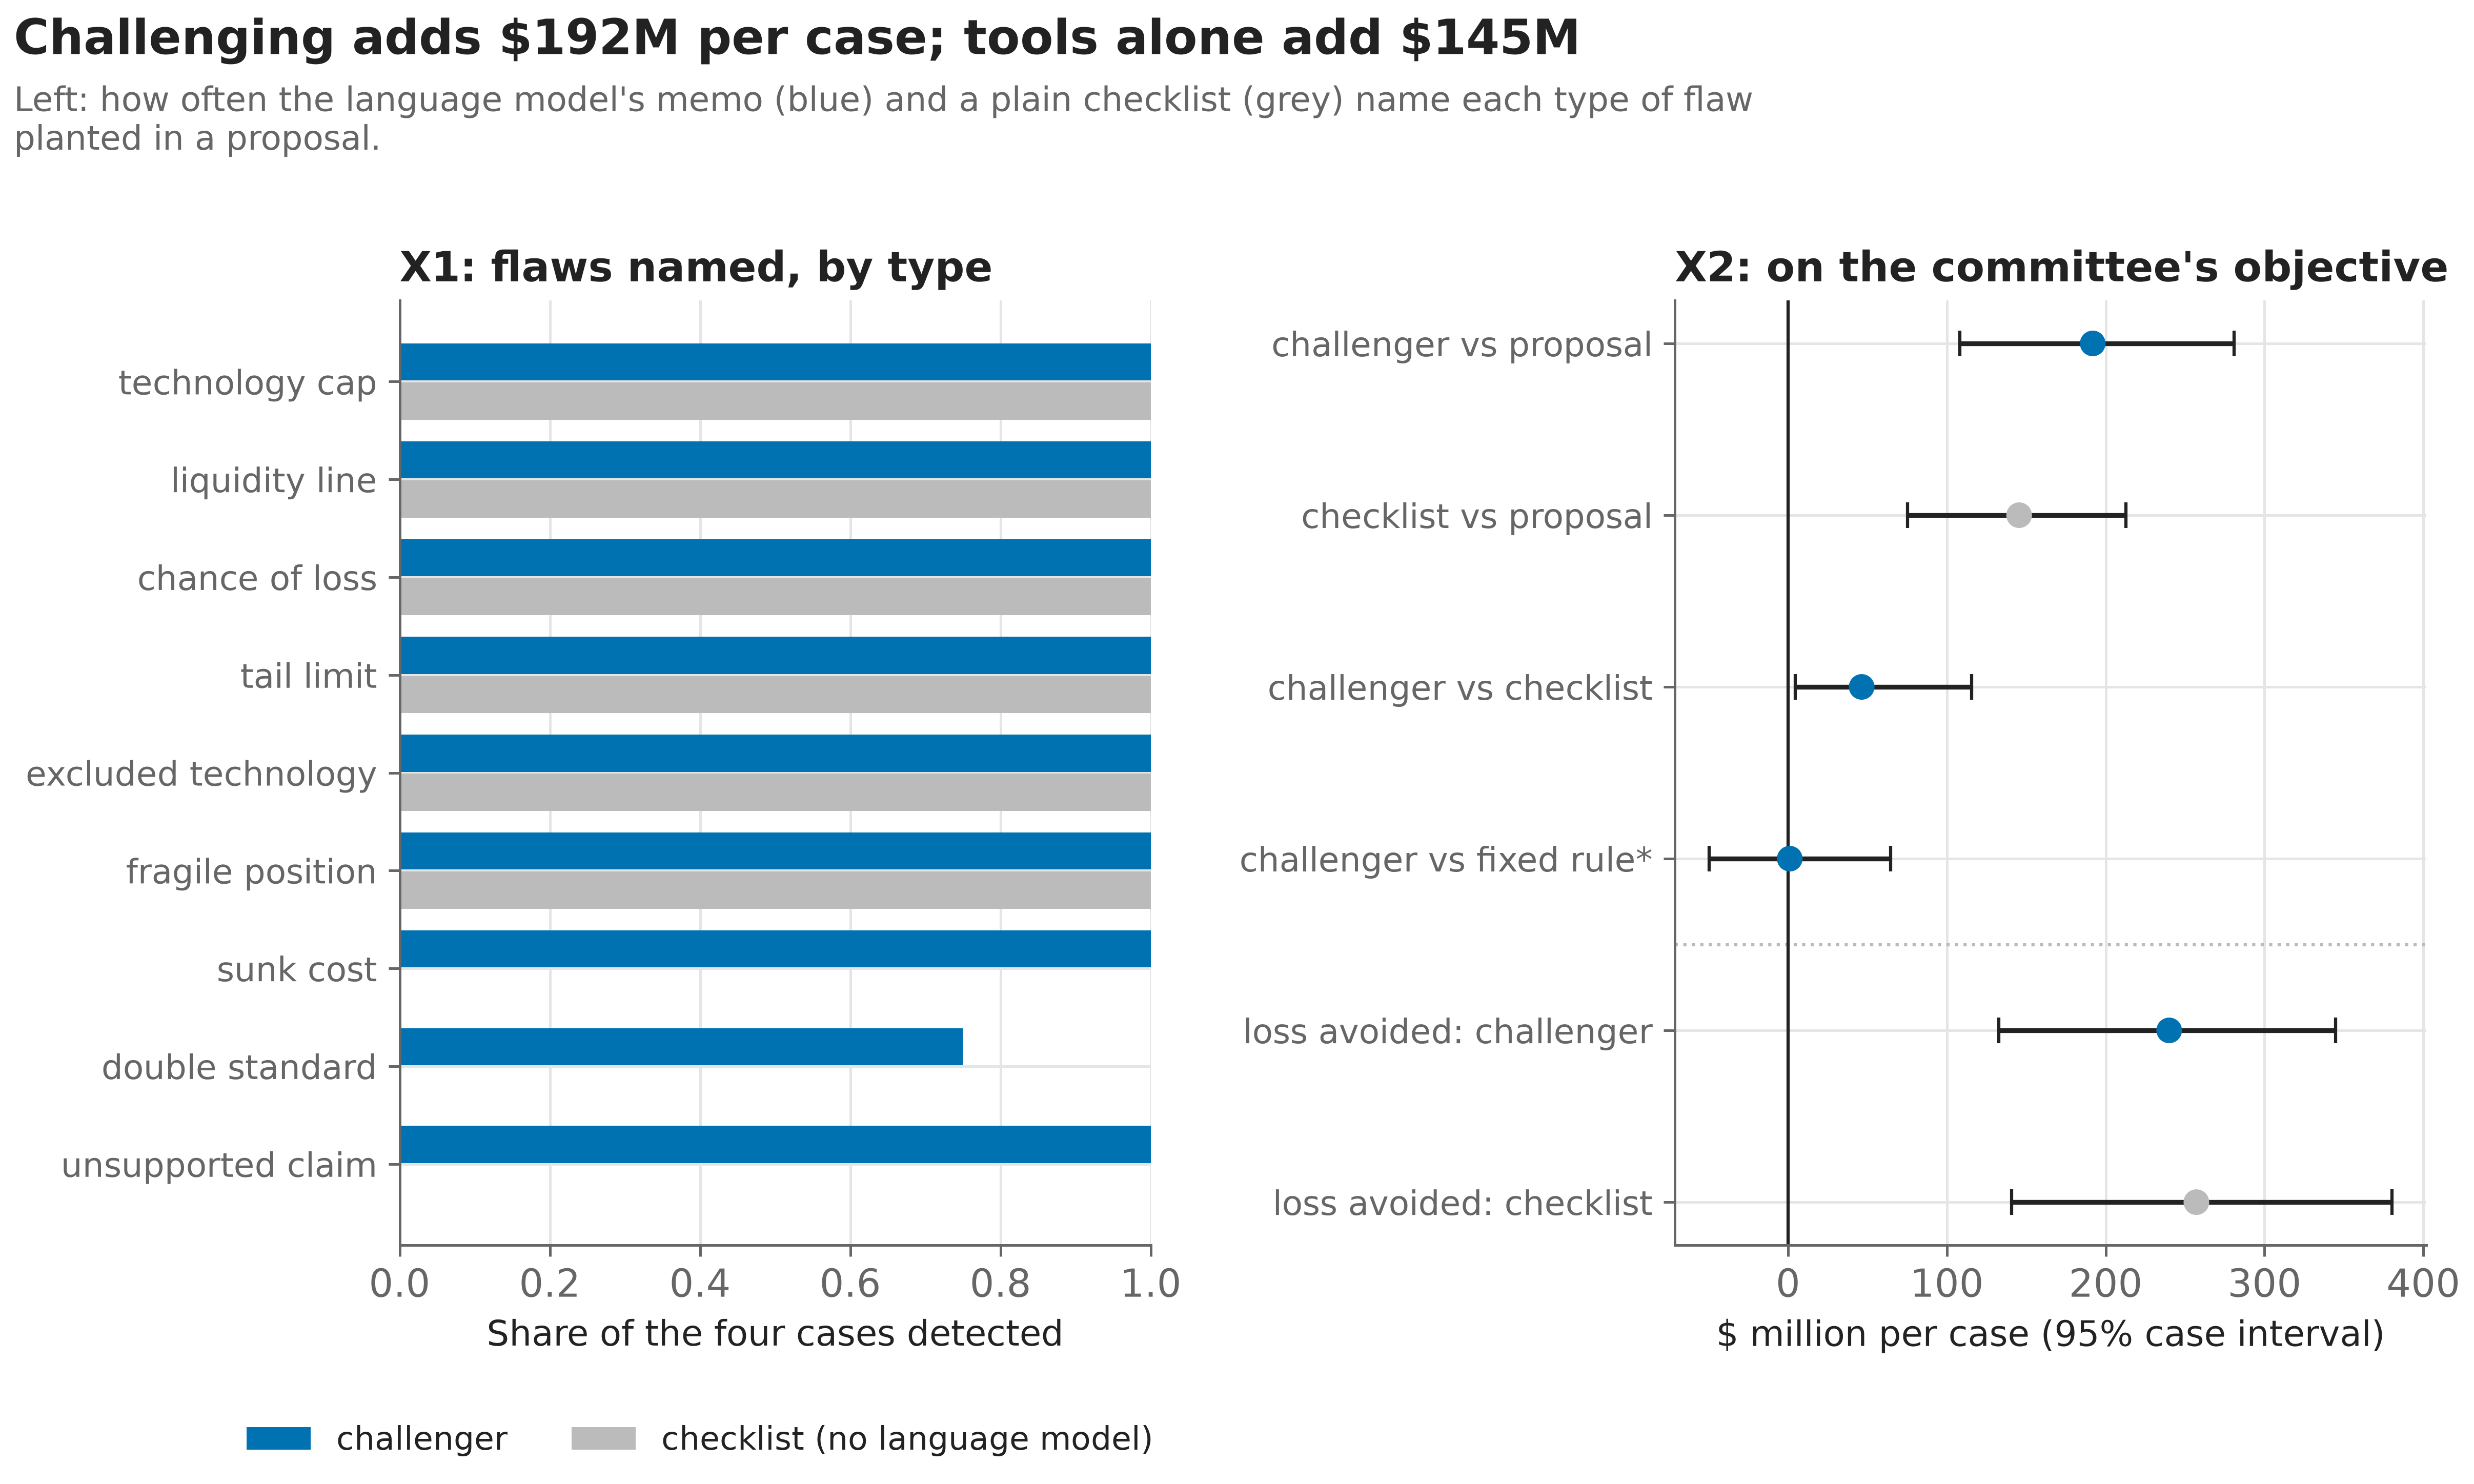 Challenging adds $192M per case; tools alone add $145M
Left: how often the language model's memo (blue) and a plain checklist (grey) name each type of flaw
planted in a proposal.
X1: flaws named, by type
technology cap
liquidity line
chance of loss
tail limit
excluded technology
fragile position
sunk cost
double standard
unsupported claim
0.0 0.2 0.4 0.6 0.8 1.0
Share of the four cases detected
challenger
checklist (no language model)
X2: on the committee's objective
challenger vs proposal
checklist vs proposal
challenger vs checklist
challenger vs fixed rule*
loss avoided: challenger
loss avoided: checklist
0 100 200 300 400
$ million per case (95% case interval)